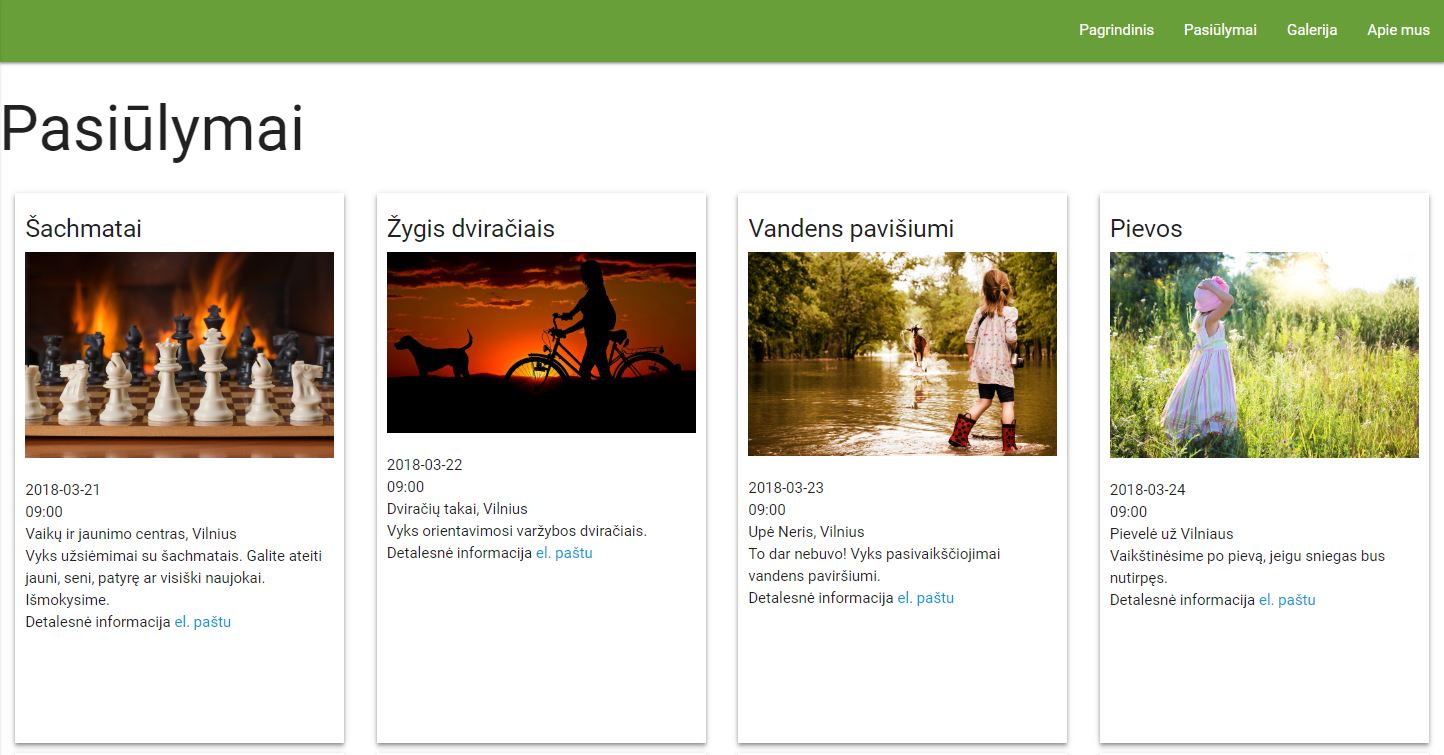 Pagrindinis Pasiūlymai Galerija Apie mus
Pasiūlymai
Šachmatai
2018-03-21
09:00
Vaikų ir jaunimo centras, Vilnius
Vyks užsiėmimai su šachmatais. Galite ateiti
jauni, seni, patyrę ar visiški naujokai.
Išmokysime.
Detalesnė informacija el. paštu
Žygis dviračiais
2018-03-22
09:00
Dviračių takai, Vilnius
Vyks orientavimosi varžybos dviračiais.
Detalesnė informacija el. paštu
Vandens pavišiumi
2018-03-23
09:00
Upė Neris, Vilnius
To dar nebuvo! Vyks pasivaikščiojimai
vandens paviršiumi.
Detalesnė informacija el. paštu
Pievos
2018-03-24
09:00
Pievelė už Vilniaus
Vaikštinėsime po pievą, jeigu sniegas bus
nutirpęs.
Detalesnė informacija el. paštu